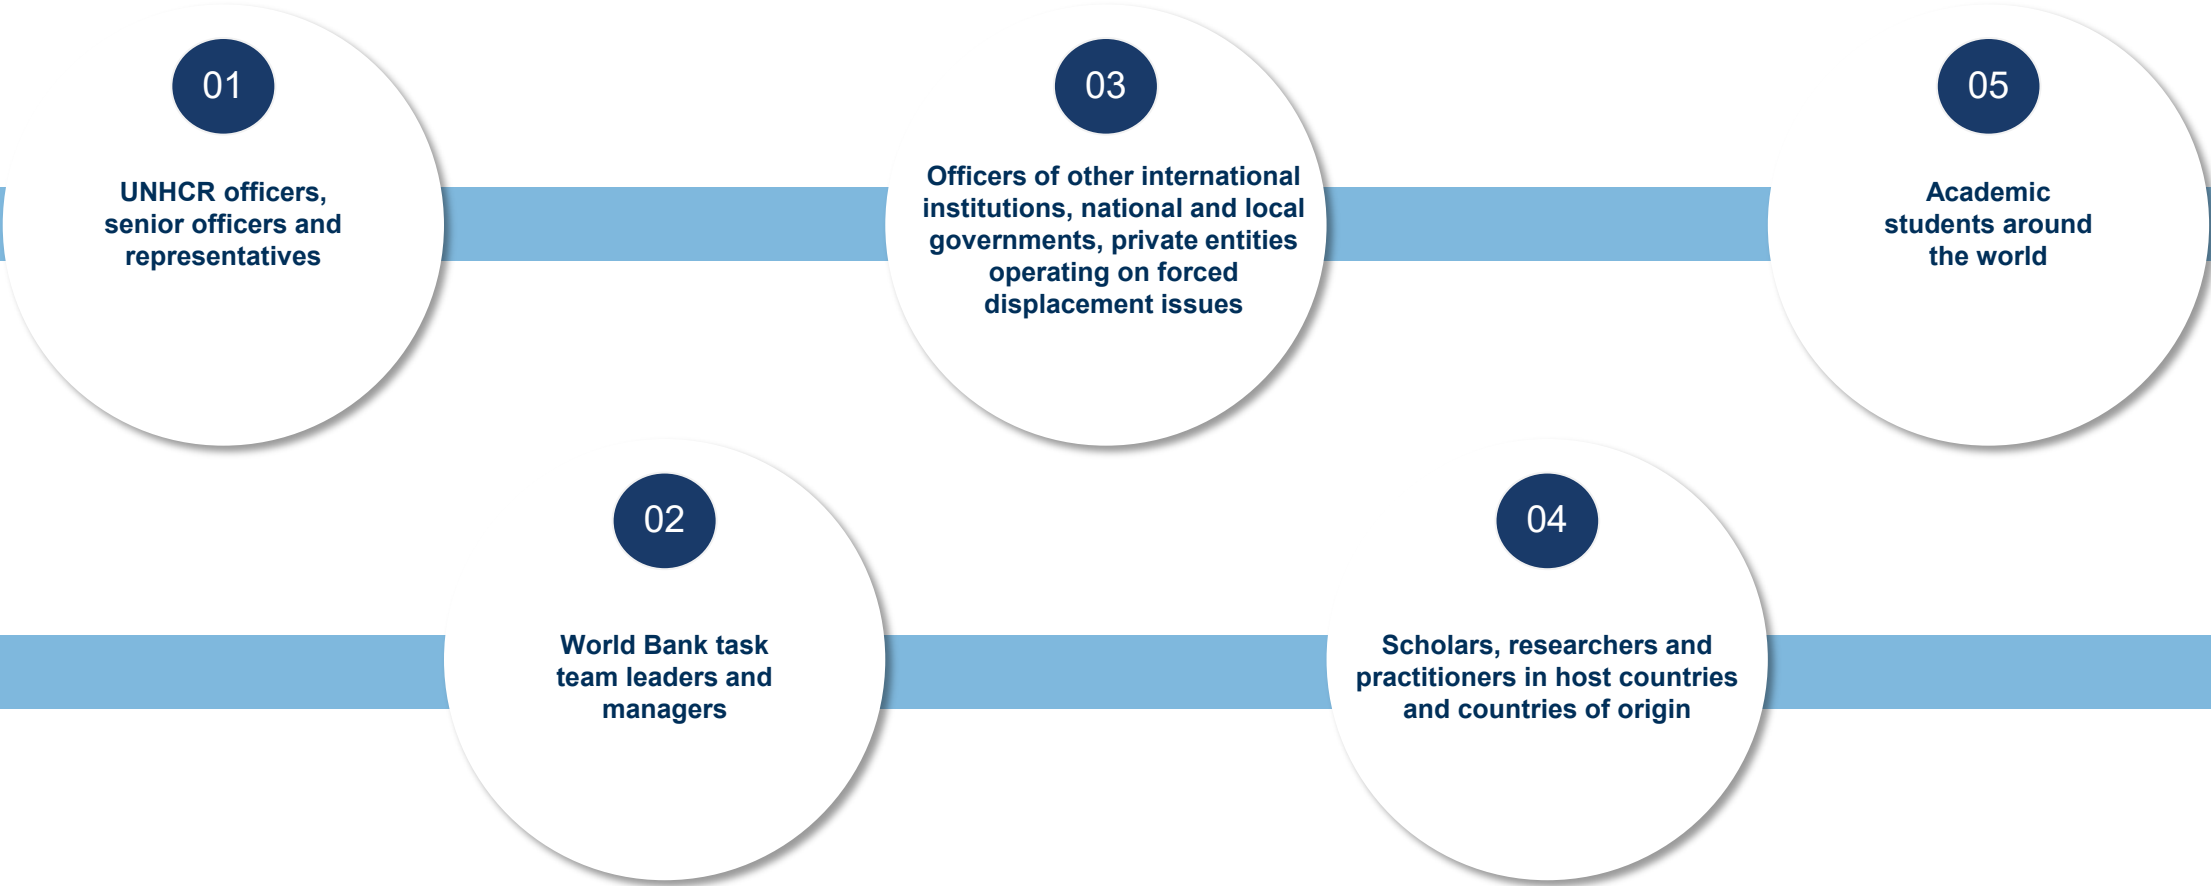 01
UNHCR officers,
senior officers and
representatives
02
World Bank task
team leaders and
managers
03
Officers of other international
institutions, national and local
governments, private entities
operating on forced
displacement issues
04
Scholars, researchers and
practitioners in host countries
and countries of origin
05
Academic
students around
the world